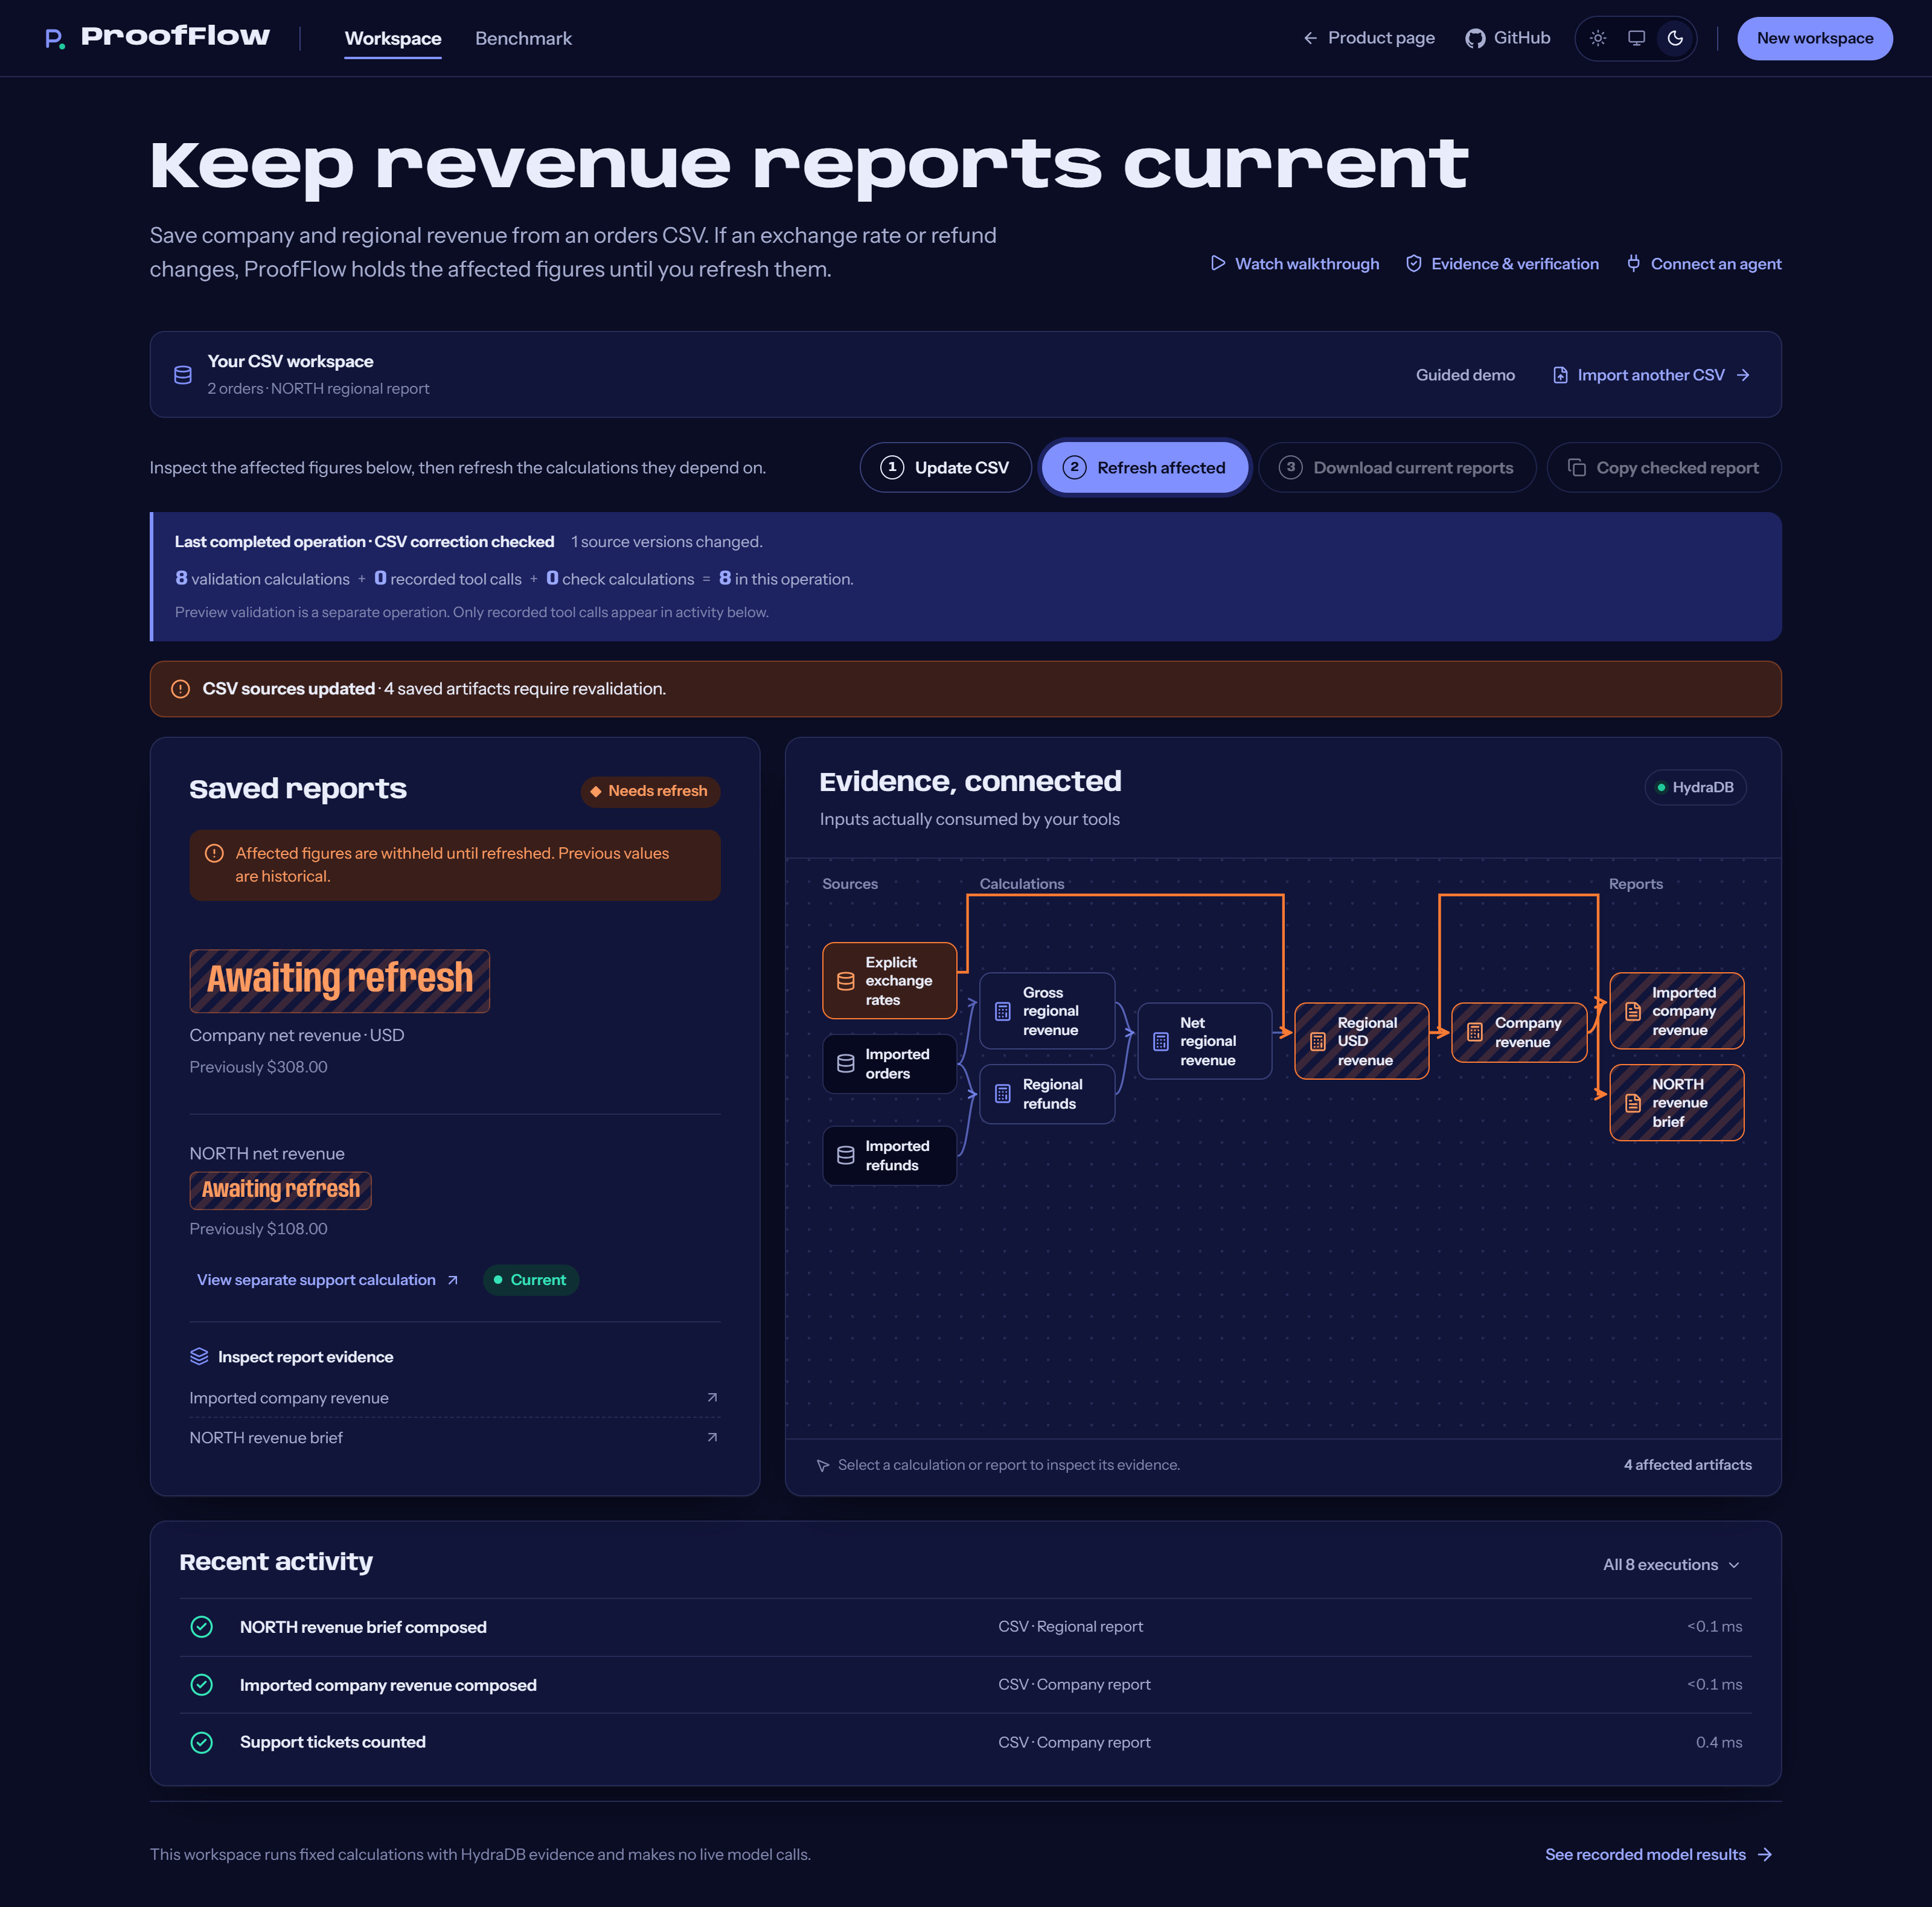 P. ProofFlow
Workspace
Benchmark
Product page
GitHub
New workspace
Keep revenue reports current
Save company and regional revenue from an orders CSV. If an exchange rate or refund
changes, ProofFlow holds the affected figures until you refresh them.
Watch walkthrough
Evidence & verification
Connect an agent
Your CSV workspace
2 orders · NORTH regional report
Guided demo
Import another CSV
Inspect the affected figures below, then refresh the calculations they depend on.
1 Update CSV
2 Refresh affected
3 Download current reports
Copy checked report
Last completed operation · CSV correction checked 1 source versions changed.
8 validation calculations + 0 recorded tool calls + 0 check calculations = 8 in this operation.
Preview validation is a separate operation. Only recorded tool calls appear in activity below.
CSV sources updated · 4 saved artifacts require revalidation.
Saved reports
Needs refresh
Affected figures are withheld until refreshed. Previous values
are historical.
Awaiting refresh
Company net revenue · USD
Previously $308.00
NORTH net revenue
Awaiting refresh
Previously $108.00
View separate support calculation
Current
Inspect report evidence
Imported company revenue
NORTH revenue brief
Evidence, connected
Inputs actually consumed by your tools
HydraDB
Sources
Calculations
Reports
Explicit
exchange
rates
Imported
orders
Imported
refunds
Gross
regional
revenue
Regional
refunds
Net
regional
revenue
Regional
USD
revenue
Company
revenue
Imported
company
revenue
NORTH
revenue
brief
Select a calculation or report to inspect its evidence.
4 affected artifacts
Recent activity
All 8 executions
NORTH revenue brief composed
CSV · Regional report
<0.1 ms
Imported company revenue composed
CSV · Company report
<0.1 ms
Support tickets counted
CSV · Company report
0.4 ms
This workspace runs fixed calculations with HydraDB evidence and makes no live model calls.
See recorded model results